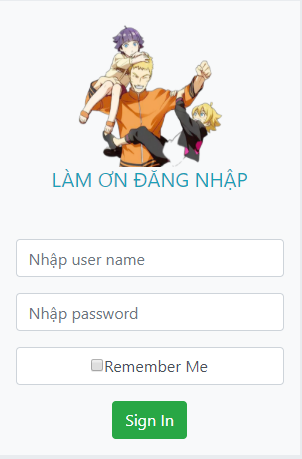 LÀM ƠN ĐĂNG NHẬP
Nhập user name
Nhập password
Remember Me
Sign In